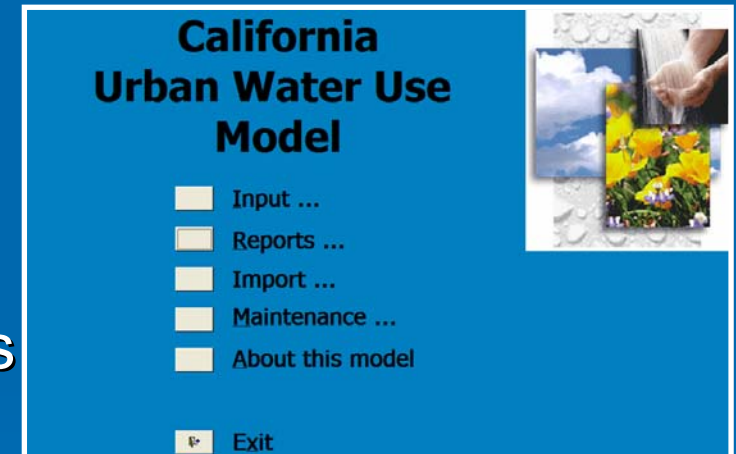 California
Urban Water Use
Model
Input ...
Reports ...
Import ...
Maintenance ...
s
About this model
Exit